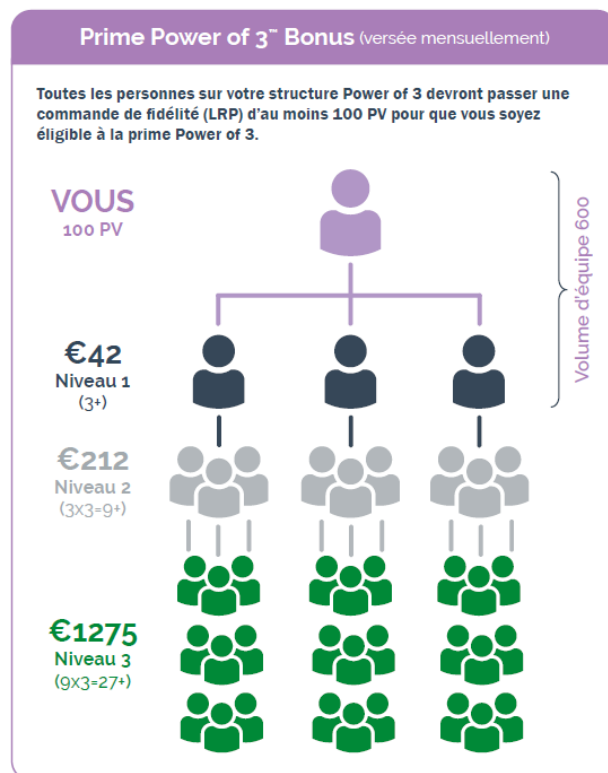 Prime Power of 3™ Bonus (versée mensuellement)
Toutes les personnes sur votre structure Power of 3 devront passer une
commande de fidélité (LRP) d'au moins 100 PV pour que vous soyez
éligible à la prime Power of 3.
VOUS
100 PV
Volume d'équipe 600
€42
Niveau 1
(3+)
€212
Niveau 2
(3x3=9+)
€1275
Niveau 3
(9x3=27+)